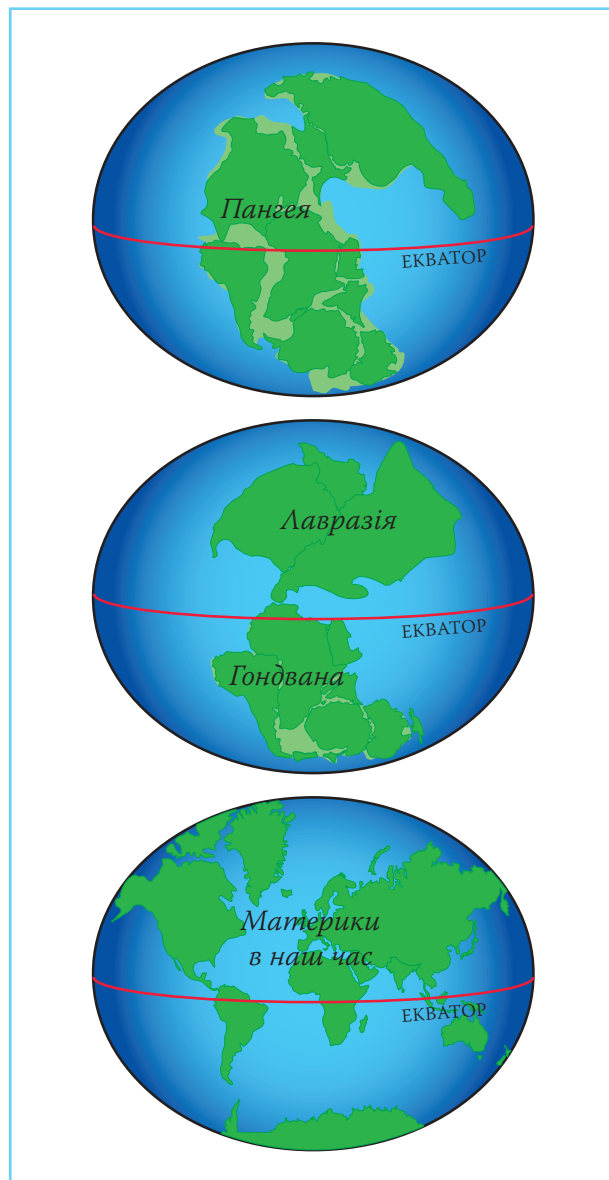 Пангея
ЕКВАТОР
Лавразія
ЕКВАТОР
Гондвана
Материки
в наш час
ЕКВАТОР